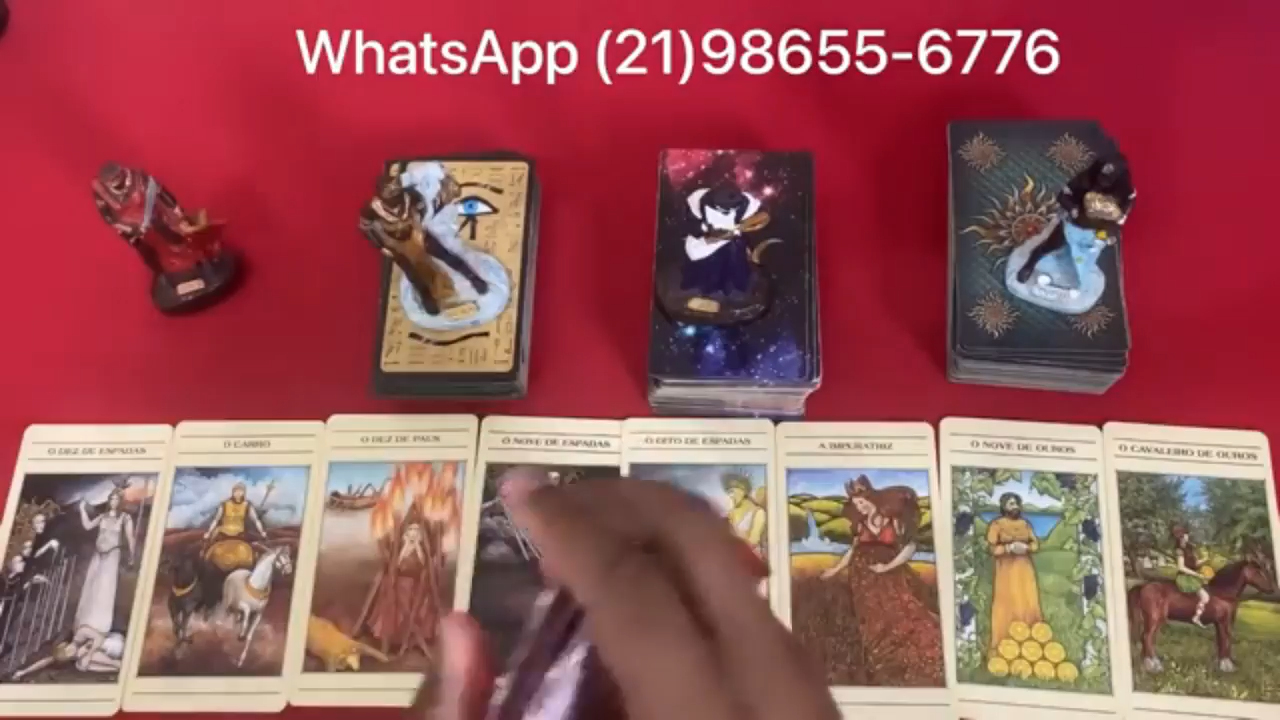 WhatsApp (21)98655-6776
O DEZ DE ESPADAS
O CARRO
O DEZ DE PAUS
O NOVE DE ESPADAS
O OITO DE ESPADAS
A IMPERATRIZ
O NOVE DE OUROS
O CAVALEIRO DE OUROS